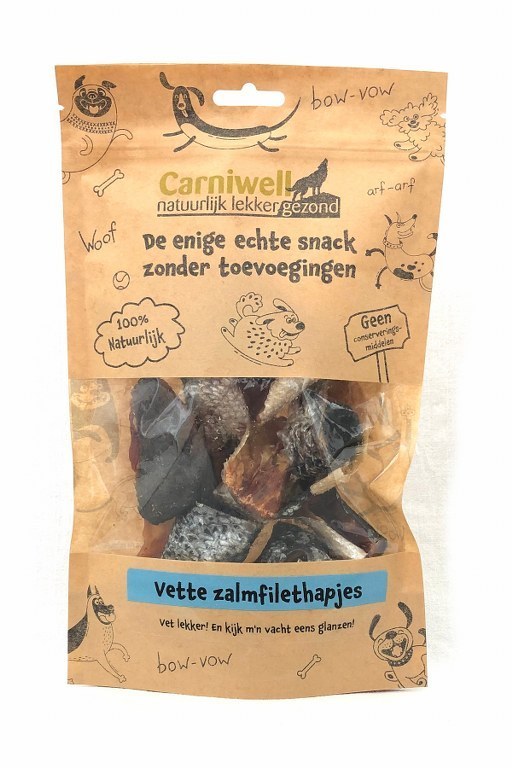 bow-vow
Carniwell
natuurlijk lekker gezond
arf-arf
Woof
De enige echte snack
zonder toevoegingen
100%
Natuurlijk
Geen
conserverings-
middelen
Vette zalmfilethapjes
Vet lekker! En kijk m'n vacht eens glanzen!
bow-vow